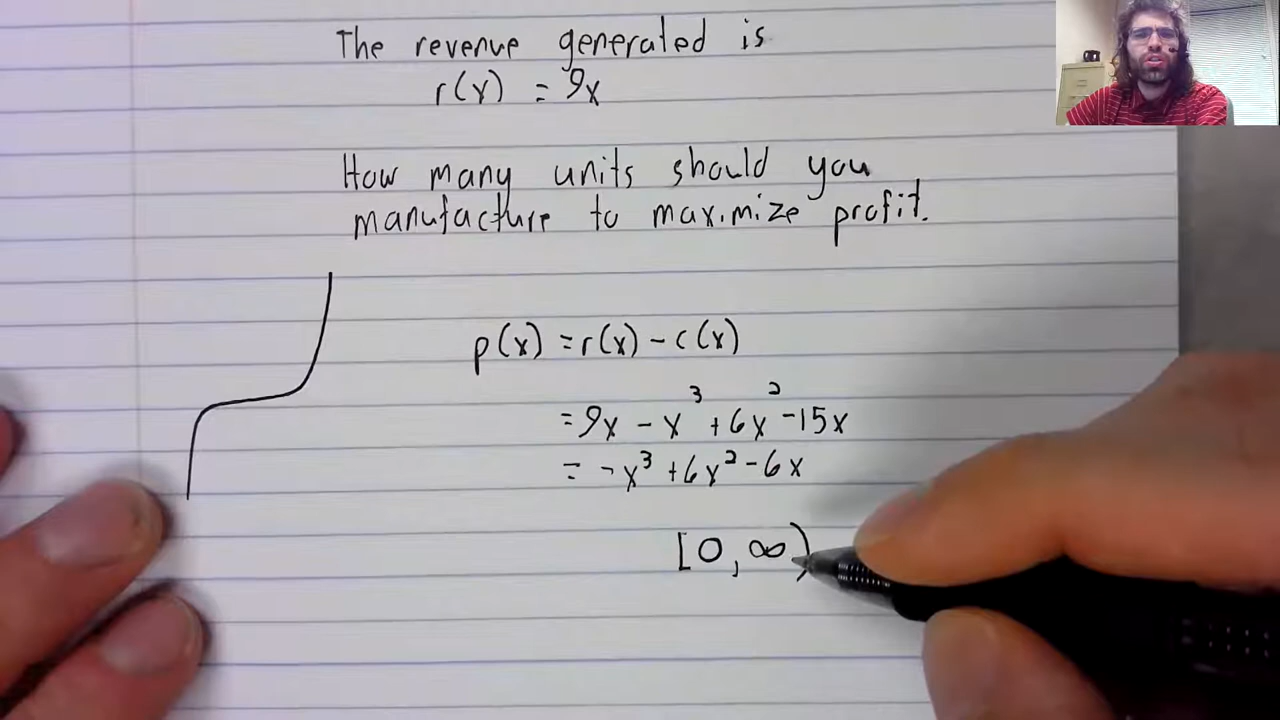 The revenue generated is
r(x) = 9x
How many units should you
manufacture to maximize profit.
p(x) = r(x) - c(x)
= 9x - x³ + 6x² - 15x
= -x³ + 6x² - 6x
[0, ∞)